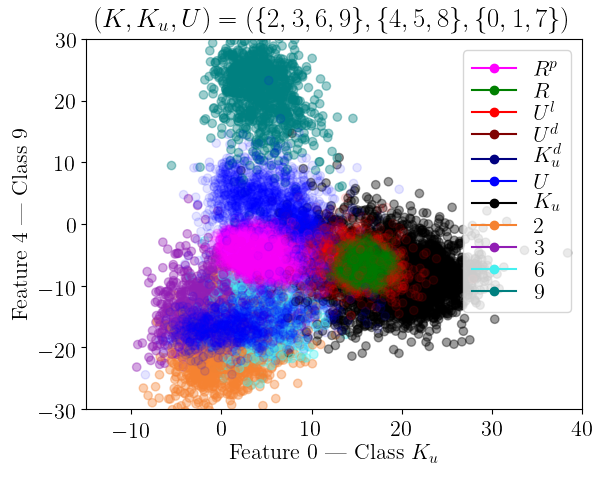 (K, K_u, U) = ({2, 3, 6, 9}, {4, 5, 8}, {0, 1, 7})
Feature 4 — Class 9
30
20
10
0
−10
−20
−30
R^p
R
U^l
U^d
K_u^d
U
K_u
2
3
6
9
−10 0 10 20 30 40
Feature 0 — Class K_u